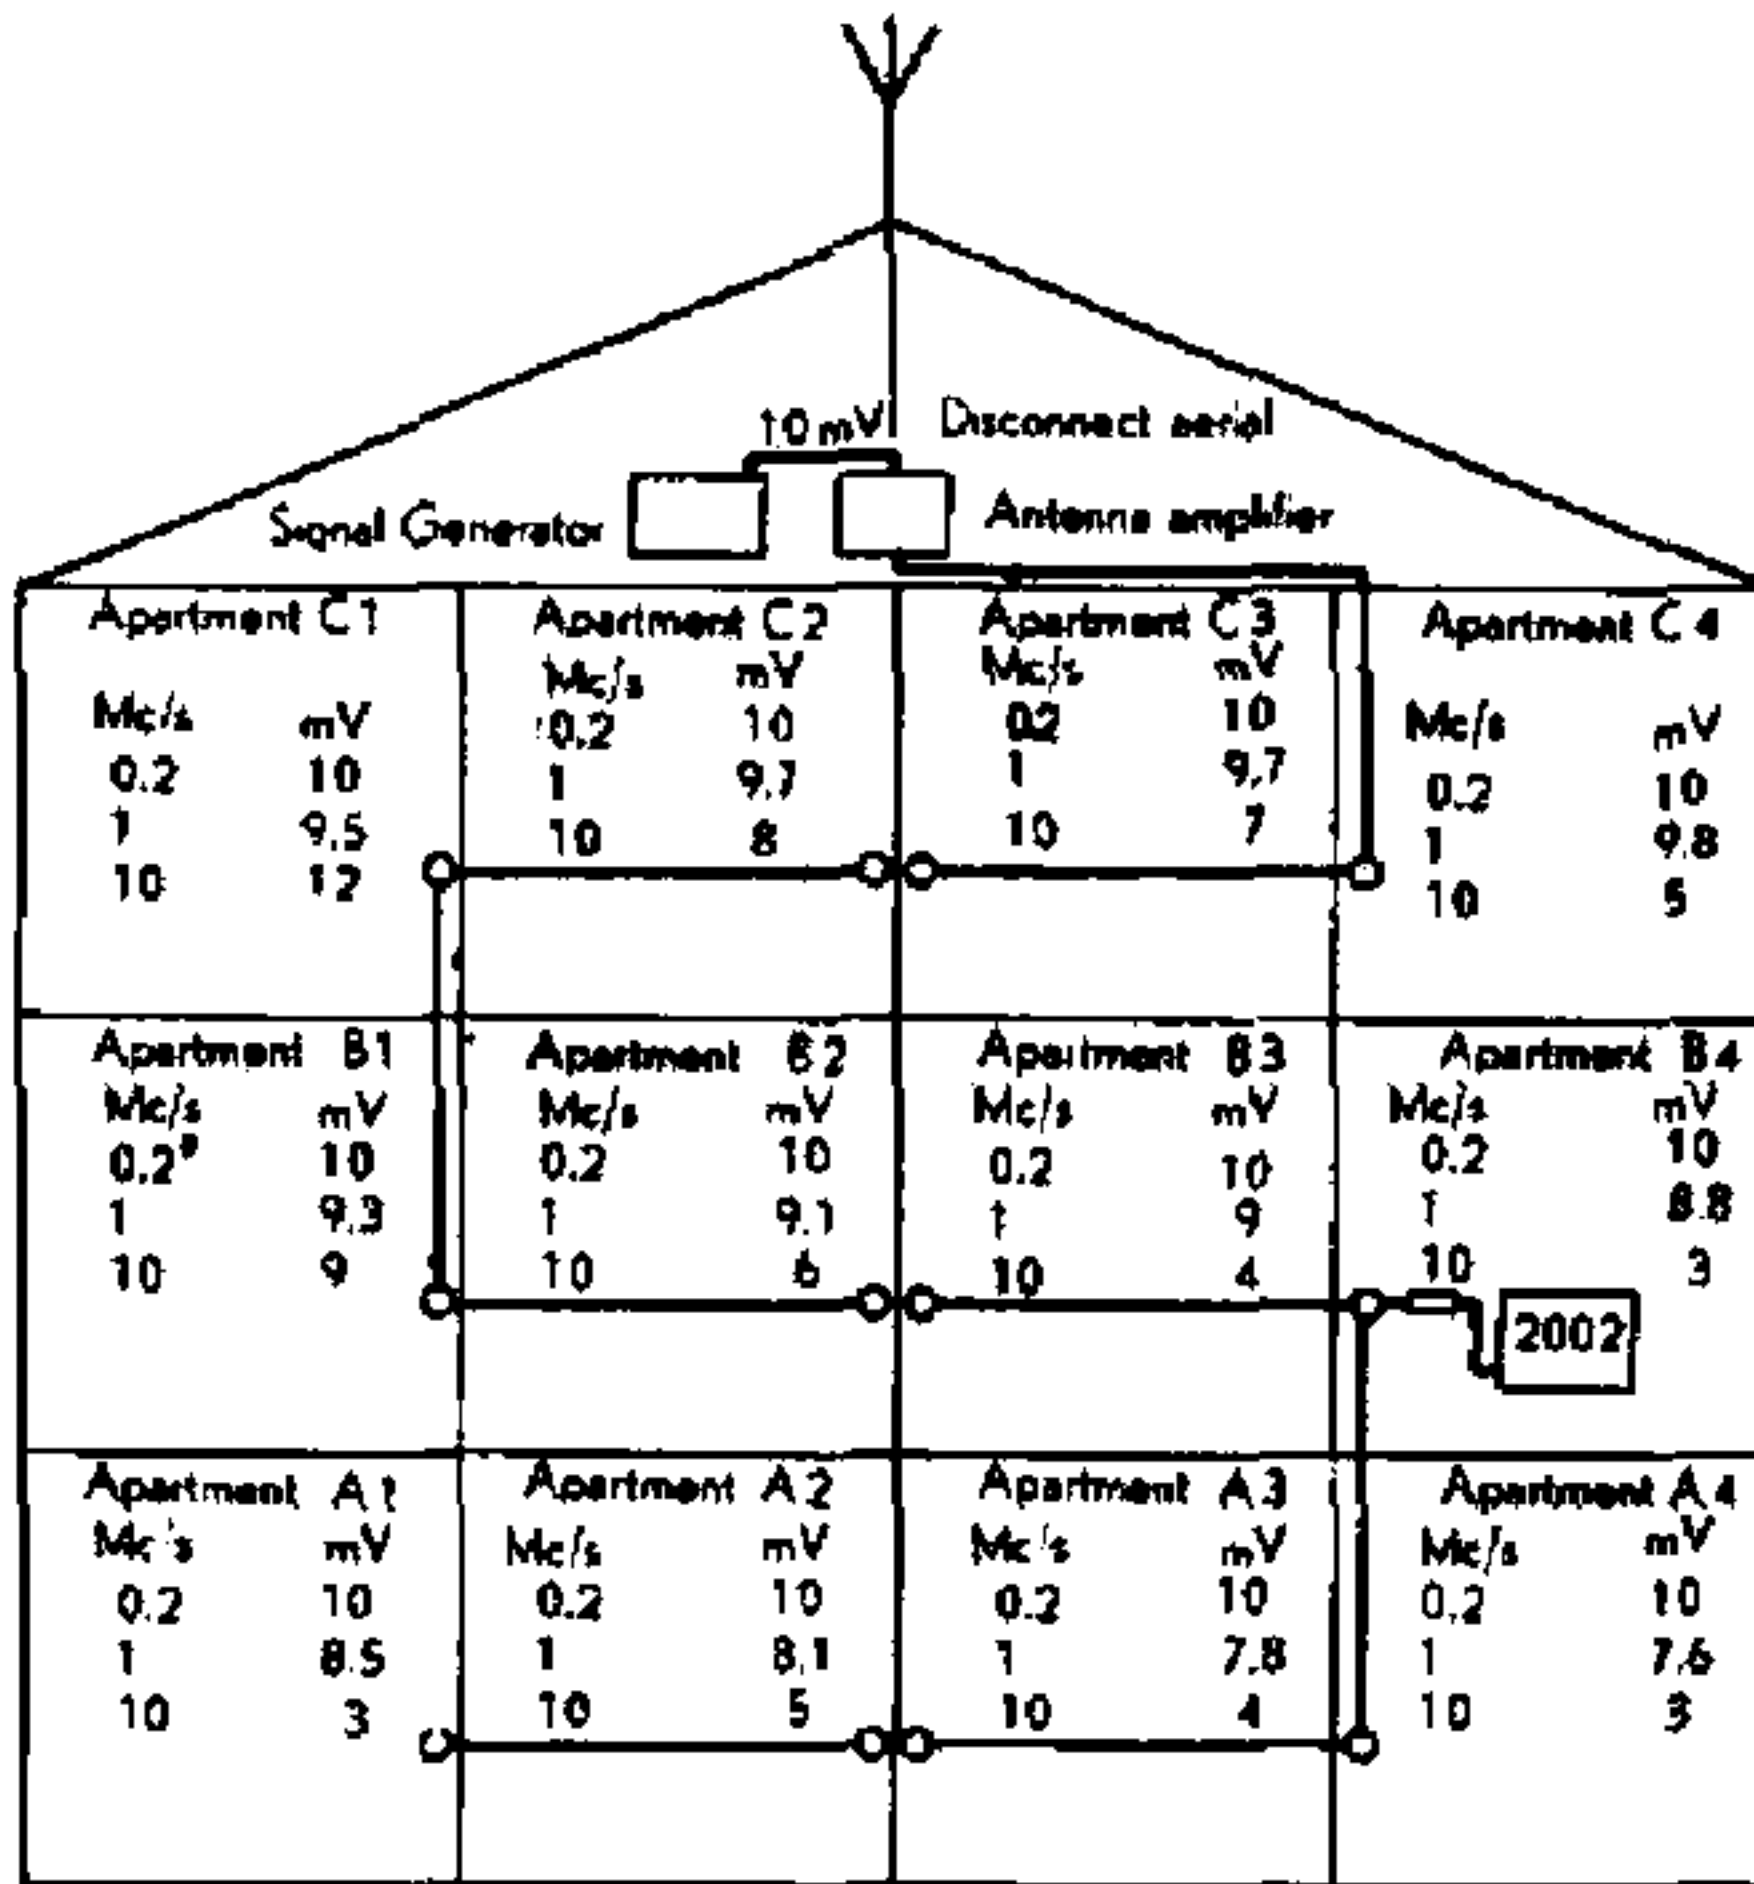 10 mV Disconnect aerial
Signal Generator Antenna amplifier
Apartment C1
Mc/s mV
0.2 10
1 9.5
10 12
Apartment C2
Mc/s mV
0.2 10
1 9.7
10 8
Apartment C3
Mc/s mV
0.2 10
1 9.7
10 7
Apartment C4
Mc/s mV
0.2 10
1 9.8
10 5
Apartment B1
Mc/s mV
0.2 10
1 9.3
10 9
Apartment B2
Mc/s mV
0.2 10
1 9.1
10 6
Apartment B3
Mc/s mV
0.2 10
1 9
10 4
Apartment B4
Mc/s mV
0.2 10
1 8.8
10 3
2002
Apartment A1
Mc/s mV
0.2 10
1 8.5
10 3
Apartment A2
Mc/s mV
0.2 10
1 8.1
10 5
Apartment A3
Mc/s mV
0.2 10
1 7.8
10 4
Apartment A4
Mc/s mV
0.2 10
1 7.6
10 3